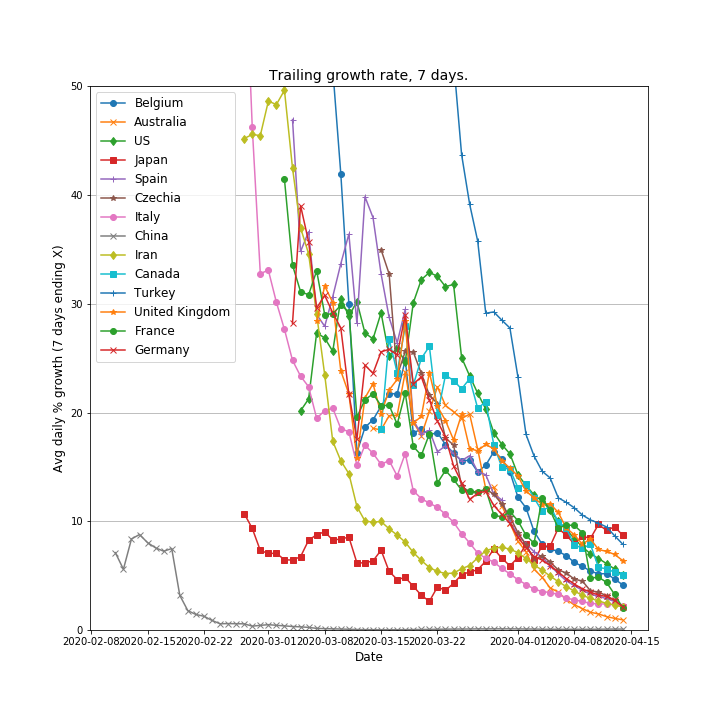 Trailing growth rate, 7 days.
50
40
30
20
10
0
Avg daily % growth (7 days ending X)
Belgium
Australia
US
Japan
Spain
Czechia
Italy
China
Iran
Canada
Turkey
United Kingdom
France
Germany
2020-02-08 2020-02-15 2020-02-22 2020-03-01 2020-03-08 2020-03-15 2020-03-22 2020-04-01 2020-04-08 2020-04-15
Date